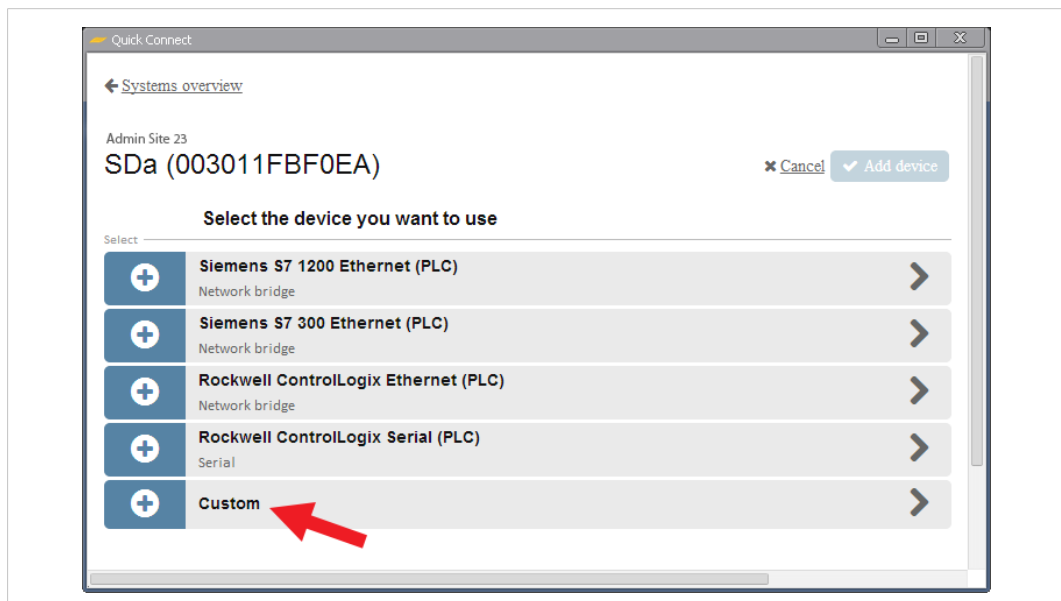 Quick Connect
Systems overview
Admin Site 23
SDa (003011FBF0EA)
Cancel Add device
Select the device you want to use
Select
Siemens S7 1200 Ethernet (PLC)
Network bridge
Siemens S7 300 Ethernet (PLC)
Network bridge
Rockwell ControlLogix Ethernet (PLC)
Network bridge
Rockwell ControlLogix Serial (PLC)
Serial
Custom